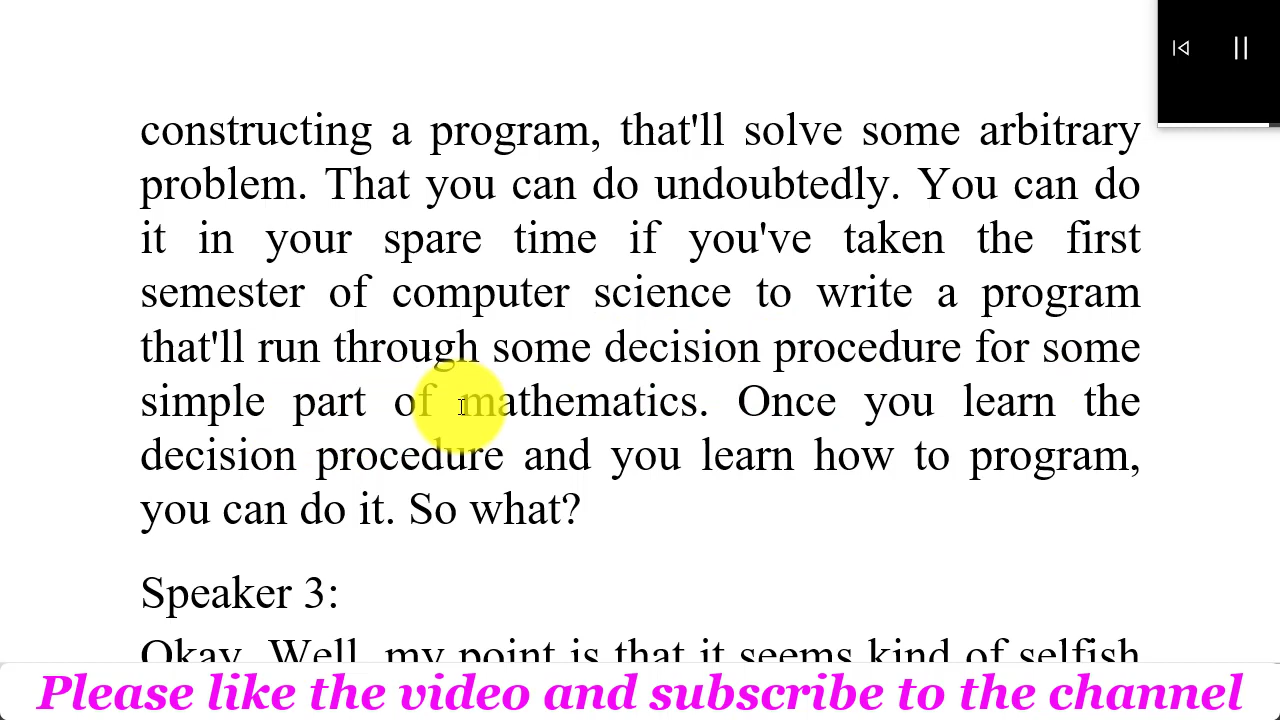 constructing a program, that'll solve some arbitrary
problem. That you can do undoubtedly. You can do
it in your spare time if you've taken the first
semester of computer science to write a program
that'll run through some decision procedure for some
simple part of mathematics. Once you learn the
decision procedure and you learn how to program,
you can do it. So what?
Speaker 3:
Okay. Well, my point is that it seems kind of selfish
Please like the video and subscribe to the channel